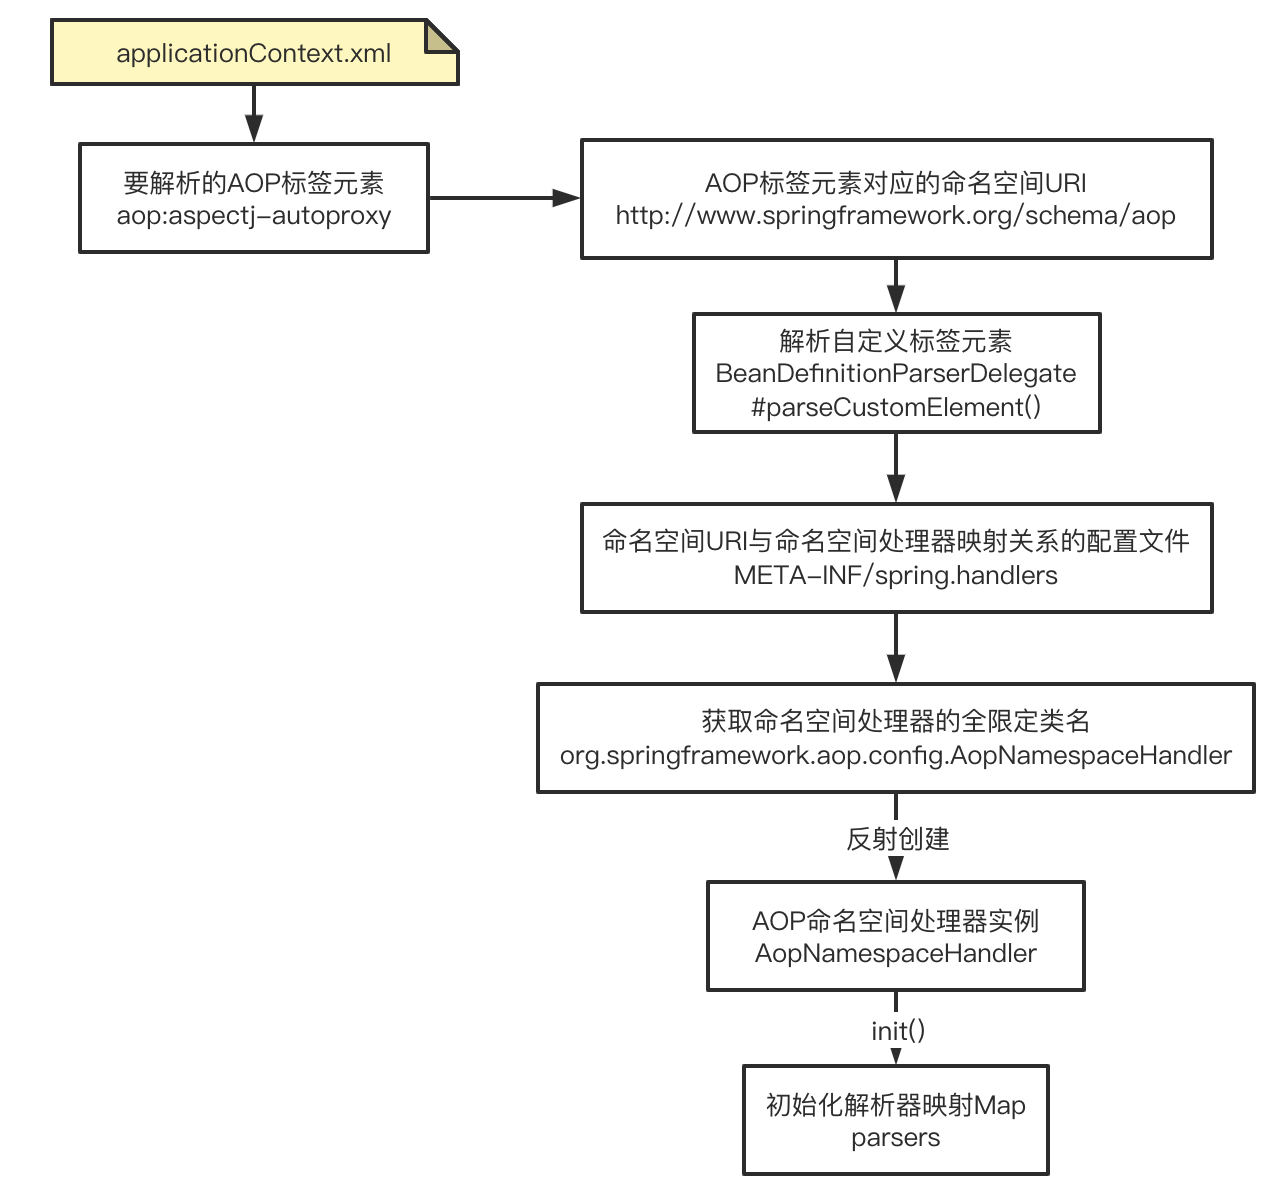 applicationContext.xml
要解析的AOP标签元素
aop:aspectj-autoproxy
AOP标签元素对应的命名空间URI
http://www.springframework.org/schema/aop
解析自定义标签元素
BeanDefinitionParserDelegate
#parseCustomElement()
命名空间URI与命名空间处理器映射关系的配置文件
META-INF/spring.handlers
获取命名空间处理器的全限定类名
org.springframework.aop.config.AopNamespaceHandler
反射创建
AOP命名空间处理器实例
AopNamespaceHandler
init()
初始化解析器映射Map
parsers